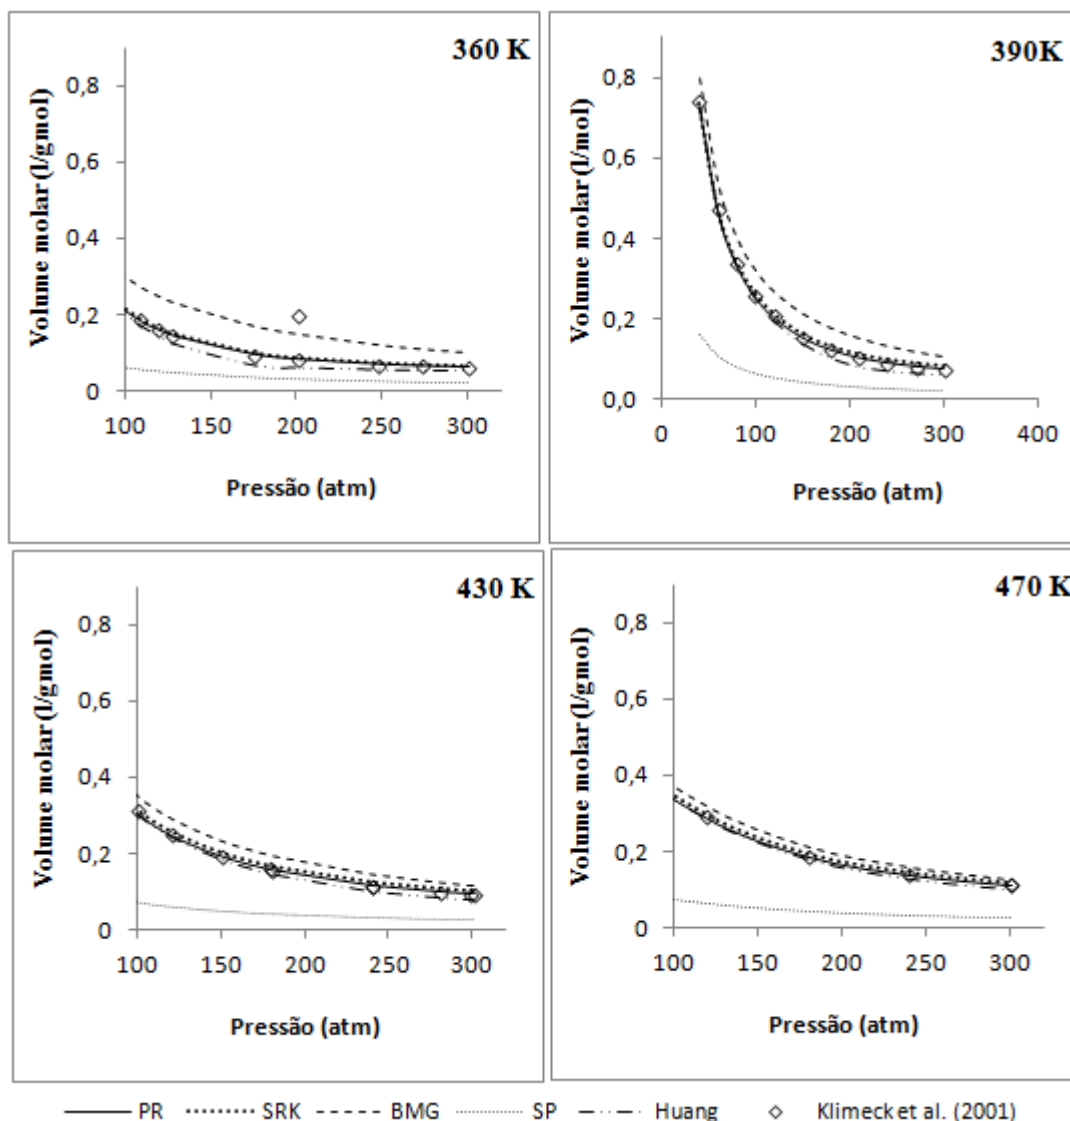 360 K
Volume molar (l/gmol)
0,8
0,6
0,4
0,2
0
100 150 200 250 300
Pressão (atm)
390K
Volume molar (l/mol)
0,8
0,6
0,4
0,2
0,0
0 100 200 300 400
Pressão (atm)
430 K
Volume molar (l/gmol)
0,8
0,6
0,4
0,2
0
100 150 200 250 300
Pressão (atm)
470 K
Volume molar (l/gmol)
0,8
0,6
0,4
0,2
0
100 150 200 250 300
Pressão (atm)
PR SRK BMG SP Huang Klimeck et al. (2001)